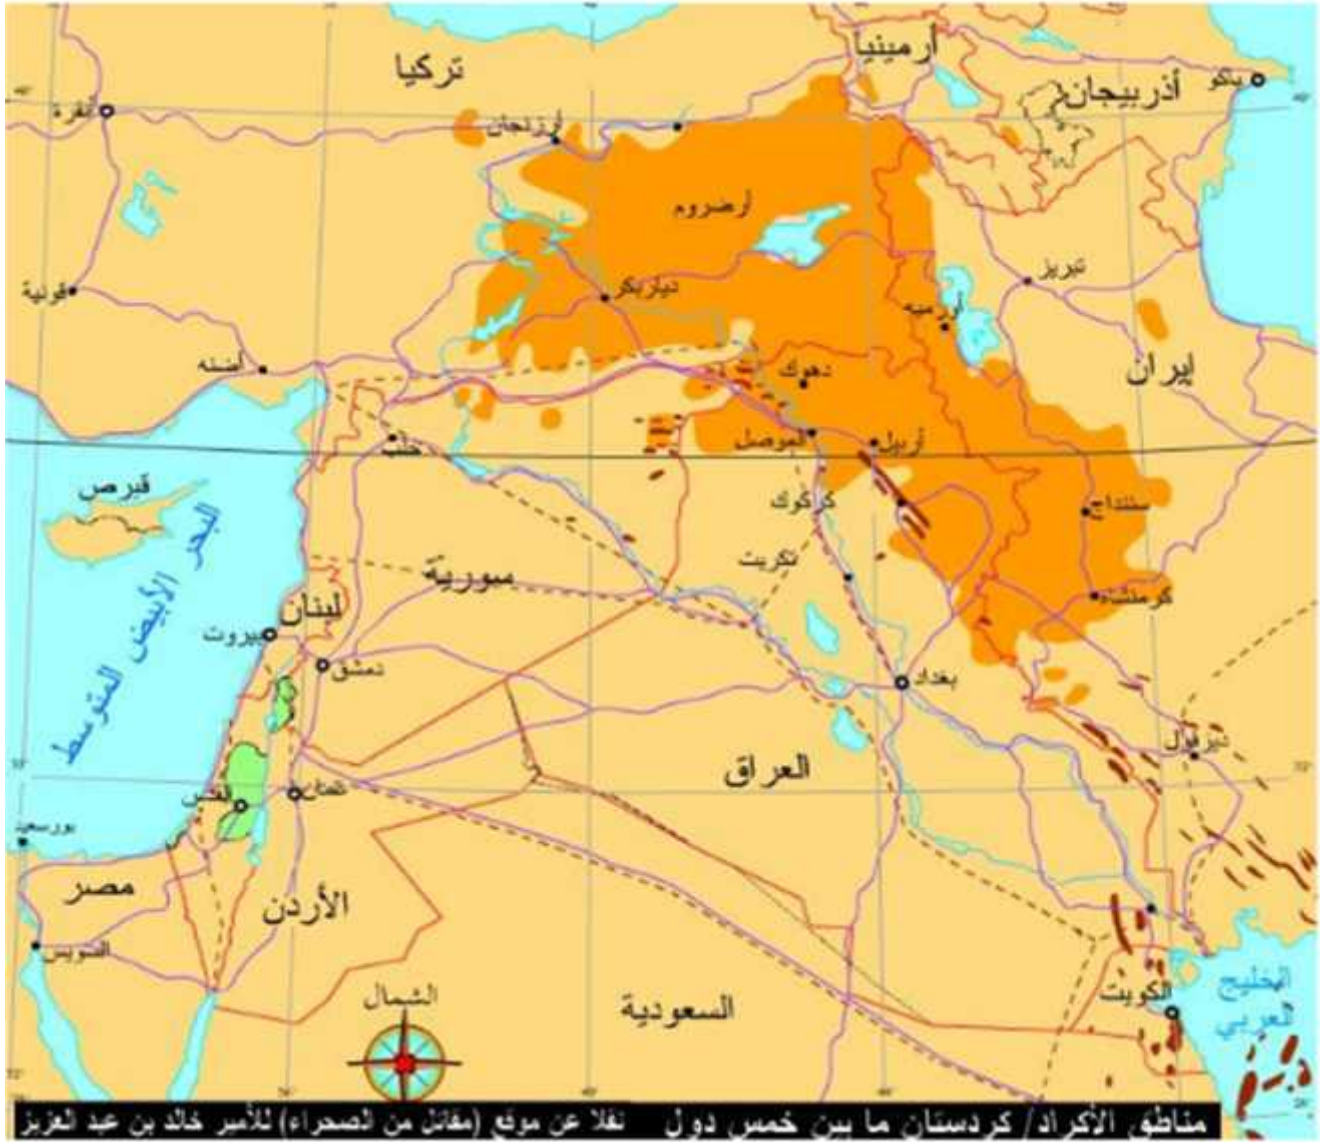 أرمينيا
تركيا
أذربيجان
باكو
أنقرة
أرزنجان
أرضروم
تبريز
ديار بكر
قونية
أورميه
إيران
أضنه
دهوك
الموصل
أربيل
حلب
قبرص
سننداج
كركوك
البحر الأبيض المتوسط
تكريت
سورية
كرمنشاه
لبنان
بيروت
دمشق
بغداد
ديزفول
العراق
عمان
القدس
بورسعيد
مصر
الأردن
السويس
الخليج
العربي
الكويت
الشمال
السعودية
مناطق الأكراد/ كردستان ما بين خمس دول نقلا عن موقع (مقاتل من الصحراء) للأمير خالد بن عبد العزيز